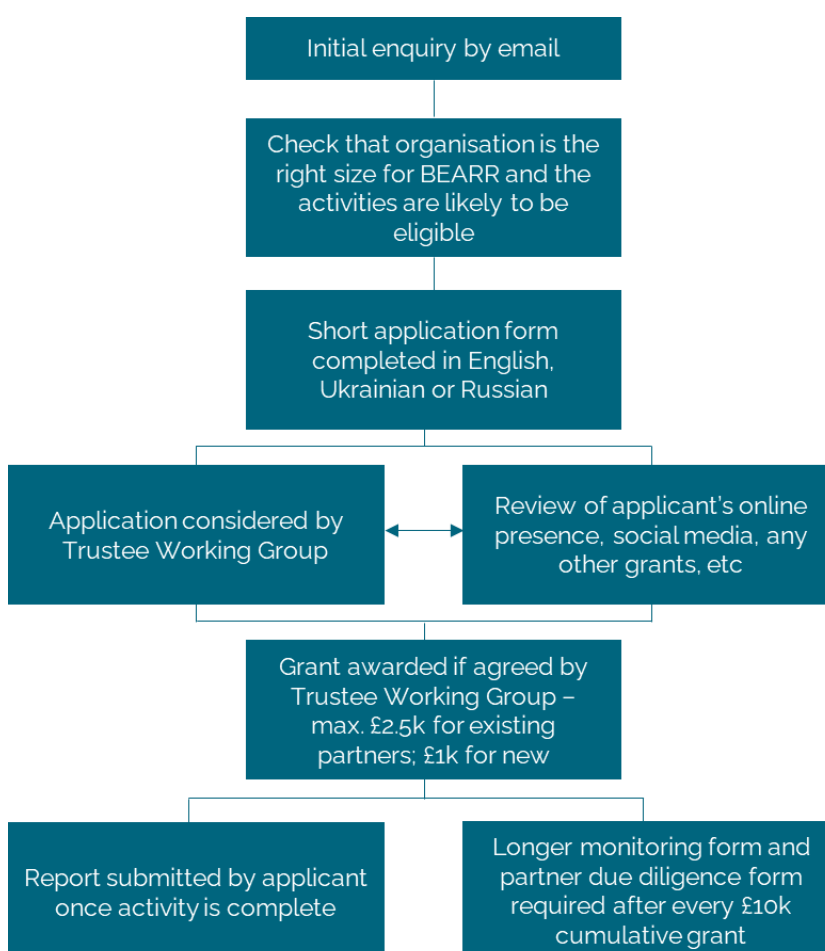 Initial enquiry by email
Check that organisation is the
right size for BEARR and the
activities are likely to be
eligible
Short application form
completed in English,
Ukrainian or Russian
Application considered by
Trustee Working Group
Review of applicant's online
presence, social media, any
other grants, etc
Grant awarded if agreed by
Trustee Working Group –
max. £2.5k for existing
partners; £1k for new
Report submitted by applicant
once activity is complete
Longer monitoring form and
partner due diligence form
required after every £10k
cumulative grant